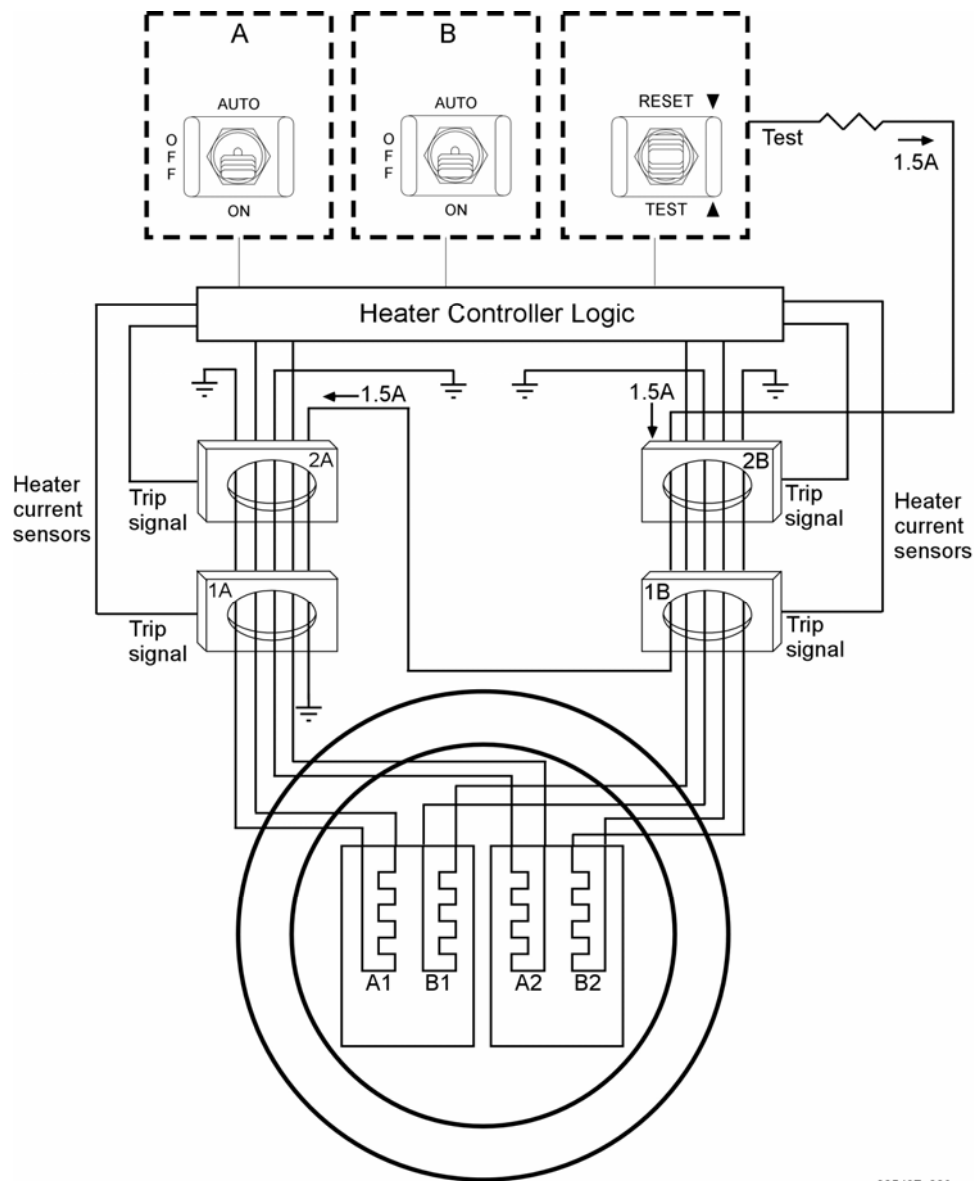 A
B
AUTO
OFF
ON
AUTO
OFF
ON
RESET ▼
TEST ▲
Test
1.5A
Heater Controller Logic
1.5A
1.5A
2A
2B
Heater
current
sensors
Trip
signal
Trip
signal
Heater
current
sensors
1A
1B
Trip
signal
Trip
signal
A1
B1
A2
B2